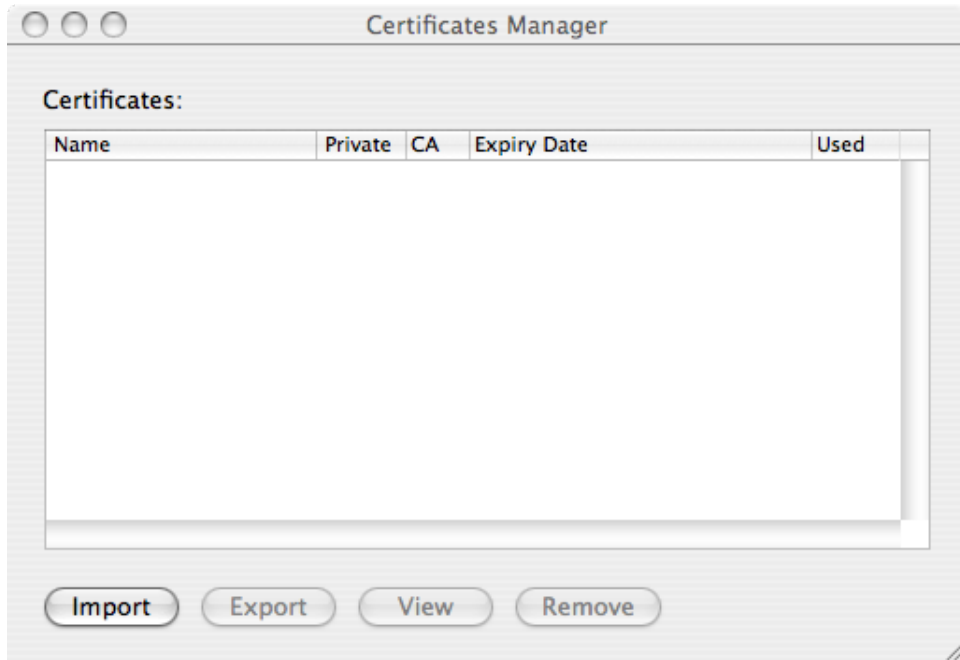 Certificates Manager
Certificates:
Name Private CA Expiry Date Used
Import Export View Remove